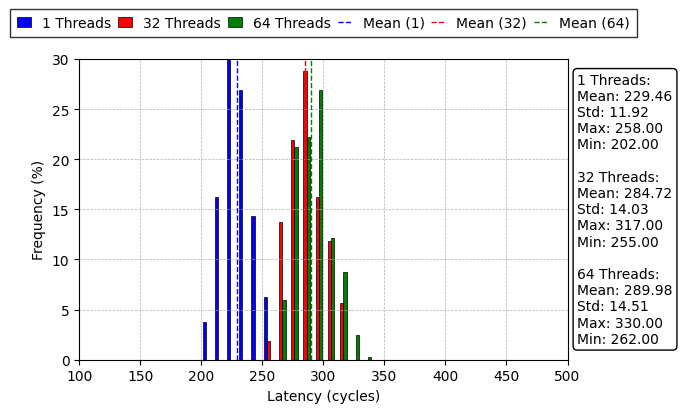 1 Threads 32 Threads 64 Threads Mean (1) Mean (32) Mean (64)
Frequency (%)
30
25
20
15
10
5
0
100 150 200 250 300 350 400 450 500
Latency (cycles)
1 Threads:
Mean: 229.46
Std: 11.92
Max: 258.00
Min: 202.00
32 Threads:
Mean: 284.72
Std: 14.03
Max: 317.00
Min: 255.00
64 Threads:
Mean: 289.98
Std: 14.51
Max: 330.00
Min: 262.00